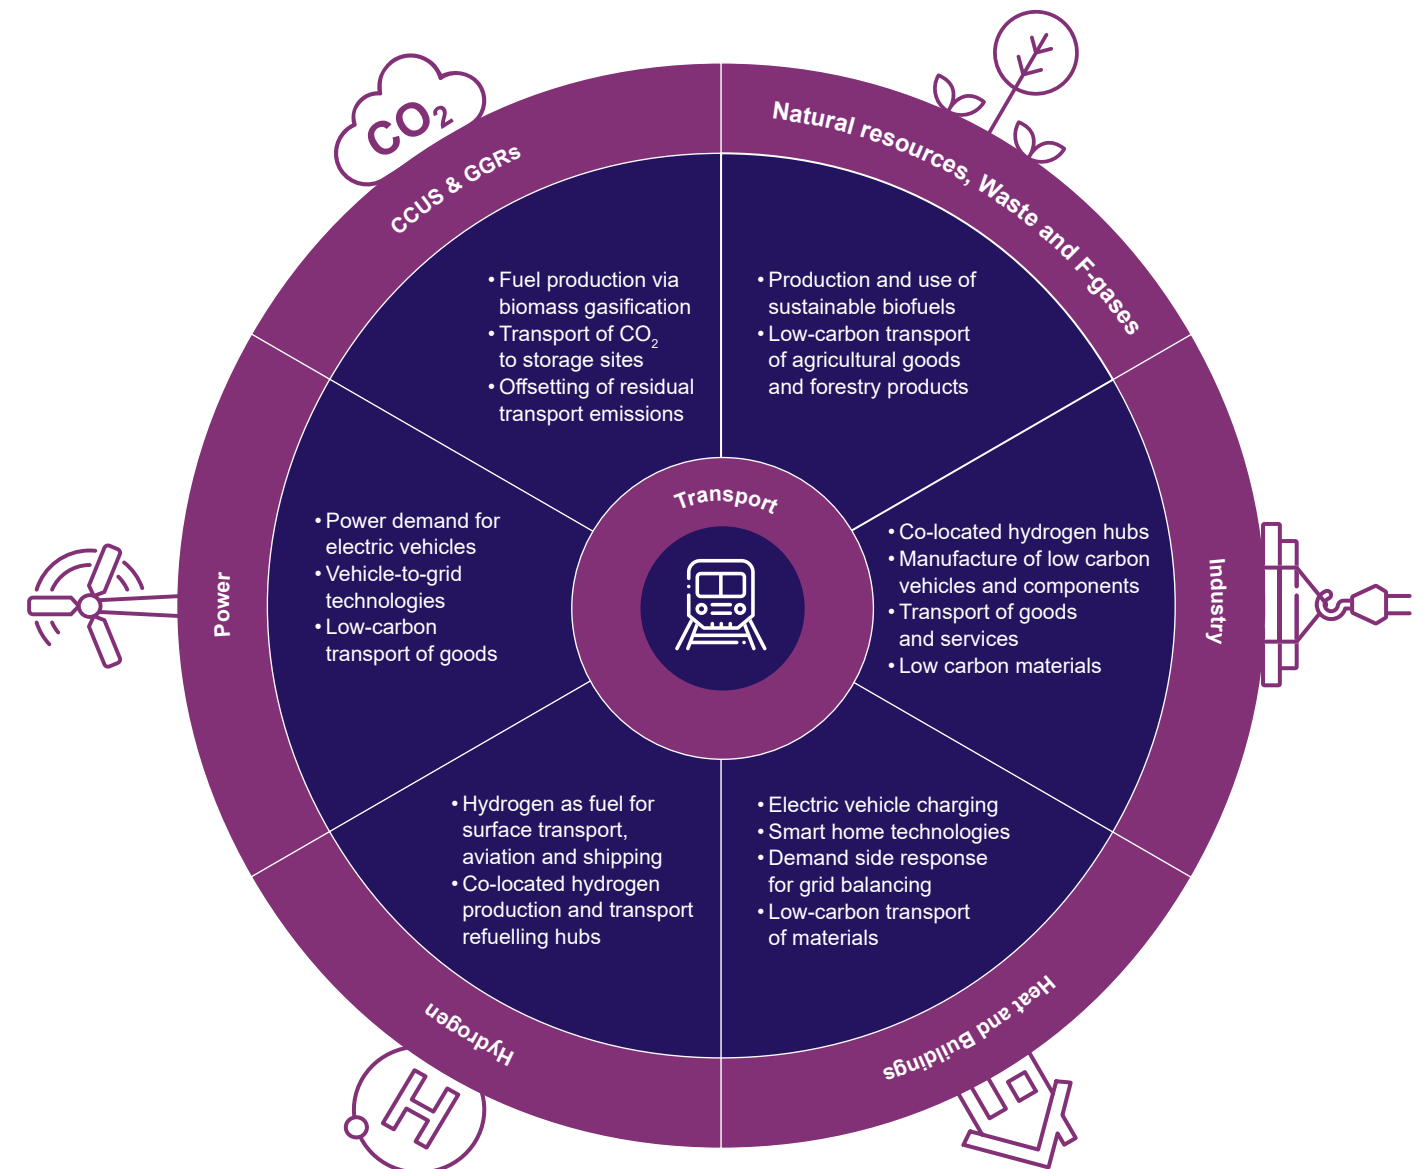 CO₂
CCUS & GGRs
• Fuel production via
biomass gasification
• Transport of CO₂
to storage sites
• Offsetting of residual
transport emissions
Natural resources, Waste and F-gases
• Production and use of
sustainable biofuels
• Low-carbon transport
of agricultural goods
and forestry products
Transport
Power
• Power demand for
electric vehicles
• Vehicle-to-grid
technologies
• Low-carbon
transport of goods
Industry
• Co-located hydrogen hubs
• Manufacture of low carbon
vehicles and components
• Transport of goods
and services
• Low carbon materials
• Hydrogen as fuel for
surface transport,
aviation and shipping
• Co-located hydrogen
production and transport
refuelling hubs
Hydrogen
H
• Electric vehicle charging
• Smart home technologies
• Demand side response
for grid balancing
• Low-carbon transport
of materials
Heat and Buildings